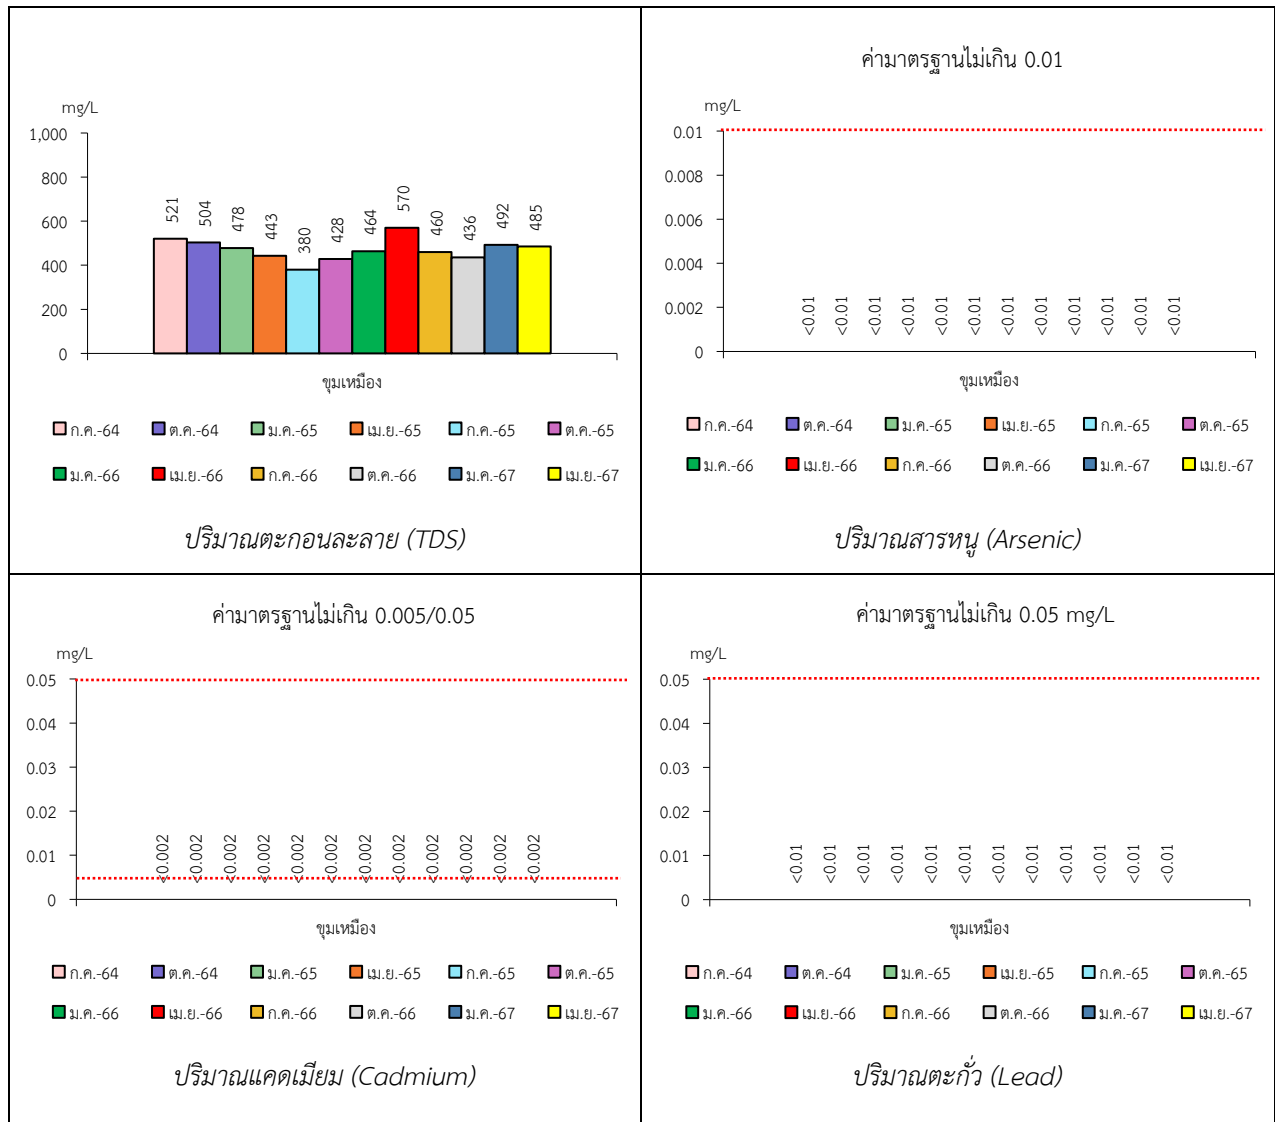 mg/L
1,000
800
600
400
200
0
521 504 478 443 380 428 464 570 460 436 492 485
ขุมเหมือง
ก.ค.-64 ต.ค.-64 ม.ค.-65 เม.ย.-65 ก.ค.-65 ต.ค.-65
ม.ค.-66 เม.ย.-66 ก.ค.-66 ต.ค.-66 ม.ค.-67 เม.ย.-67
ปริมาณตะกอนละลาย (TDS)
ค่ามาตรฐานไม่เกิน 0.01
mg/L
0.01
0.008
0.006
0.004
0.002
0
<0.01 <0.01 <0.01 <0.01 <0.01 <0.01 <0.01 <0.01 <0.01 <0.01 <0.01 <0.01
ขุมเหมือง
ก.ค.-64 ต.ค.-64 ม.ค.-65 เม.ย.-65 ก.ค.-65 ต.ค.-65
ม.ค.-66 เม.ย.-66 ก.ค.-66 ต.ค.-66 ม.ค.-67 เม.ย.-67
ปริมาณสารหนู (Arsenic)
ค่ามาตรฐานไม่เกิน 0.005/0.05
mg/L
0.05
0.04
0.03
0.02
0.01
0
<0.002 <0.002 <0.002 <0.002 <0.002 <0.002 <0.002 <0.002 <0.002 <0.002 <0.002 <0.002
ขุมเหมือง
ก.ค.-64 ต.ค.-64 ม.ค.-65 เม.ย.-65 ก.ค.-65 ต.ค.-65
ม.ค.-66 เม.ย.-66 ก.ค.-66 ต.ค.-66 ม.ค.-67 เม.ย.-67
ปริมาณแคดเมียม (Cadmium)
ค่ามาตรฐานไม่เกิน 0.05 mg/L
mg/L
0.05
0.04
0.03
0.02
0.01
0
<0.01 <0.01 <0.01 <0.01 <0.01 <0.01 <0.01 <0.01 <0.01 <0.01 <0.01 <0.01
ขุมเหมือง
ก.ค.-64 ต.ค.-64 ม.ค.-65 เม.ย.-65 ก.ค.-65 ต.ค.-65
ม.ค.-66 เม.ย.-66 ก.ค.-66 ต.ค.-66 ม.ค.-67 เม.ย.-67
ปริมาณตะกั่ว (Lead)